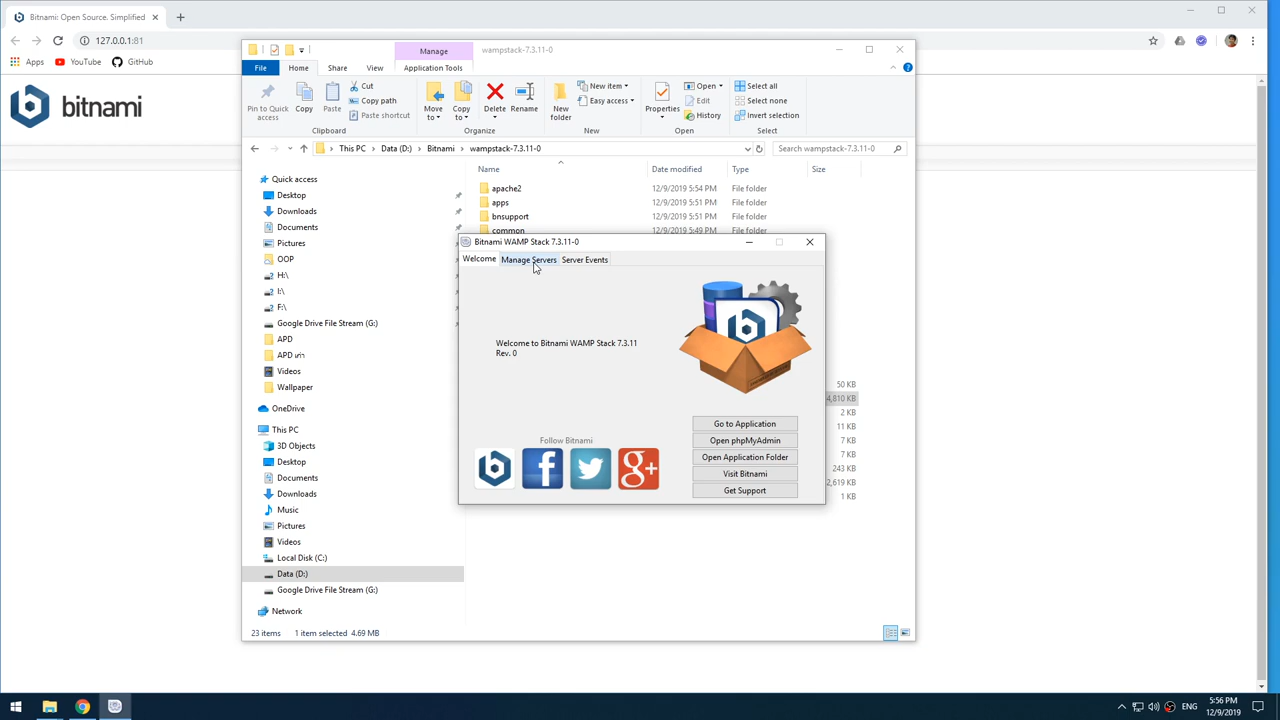 Bitnami: Open Source. Simplified
127.0.0.1:81
Apps YouTube GitHub
bitnami
Manage wampstack-7.3.11-0
File Home Share View Application Tools
Pin to Quick access
Copy
Paste
Cut
Copy path
Paste shortcut
Clipboard
Move to
Copy to
Delete
Rename
Organize
New folder
New item
Easy access
New
Properties
Open
Edit
History
Open
Select all
Select none
Invert selection
Select
This PC > Data (D:) > Bitnami > wampstack-7.3.11-0
Search wampstack-7.3.11-0
Name Date modified Type Size
apache2 12/9/2019 5:54 PM File folder
apps 12/9/2019 5:51 PM File folder
bnsupport 12/9/2019 5:51 PM File folder
common 12/9/2019 5:49 PM File folder
Quick access
Desktop
Downloads
Documents
Pictures
OOP
H:\
I:\
F:\
Google Drive File Stream (G:)
APD
APD เก่า
Videos
Wallpaper
OneDrive
This PC
3D Objects
Desktop
Documents
Downloads
Music
Pictures
Videos
Local Disk (C:)
Data (D:)
Google Drive File Stream (G:)
Network
Bitnami WAMP Stack 7.3.11-0
Welcome Manage Servers Server Events
Welcome to Bitnami WAMP Stack 7.3.11
Rev. 0
Follow Bitnami
Go to Application
Open phpMyAdmin
Open Application Folder
Visit Bitnami
Get Support
50 KB
4,810 KB
2 KB
11 KB
7 KB
7 KB
243 KB
2,619 KB
1 KB
23 items 1 item selected 4.69 MB
ENG
5:56 PM
12/9/2019